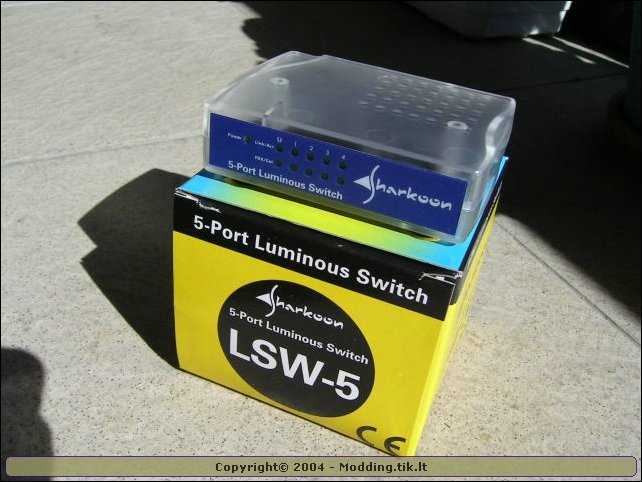 U 1 2 3 4
Power Link/Act
FDX/Col
5-Port Luminous Switch
Sharkoon
5-Port Luminous Switch
Sharkoon
5-Port Luminous Switch
LSW-5
CE
Copyright© 2004 - Modding.tik.lt